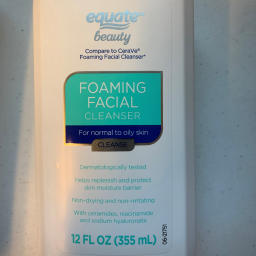 equate
beauty
Compare to CeraVe®
Foaming Facial Cleanser*
FOAMING
FACIAL
CLEANSER
For normal to oily skin
CLEANSE
Dermatologically tested
Helps replenish and protect
skin moisture barrier
Non-drying and non-irritating
With ceramides, niacinamide
and sodium hyaluronate
12 FL OZ (355 mL)